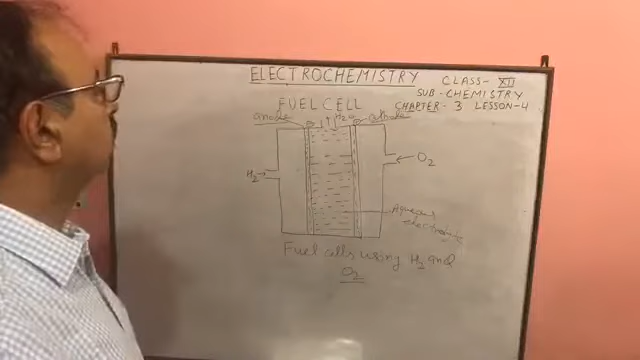 ELECTROCHEMISTRY
CLASS - XII
SUB - CHEMISTRY
CHAPTER - 3 LESSON - 4
FUEL CELL
anode
H₂O
cathode
H₂
O₂
Aqueous
electrolyte
Fuel cells using H₂ and
O₂